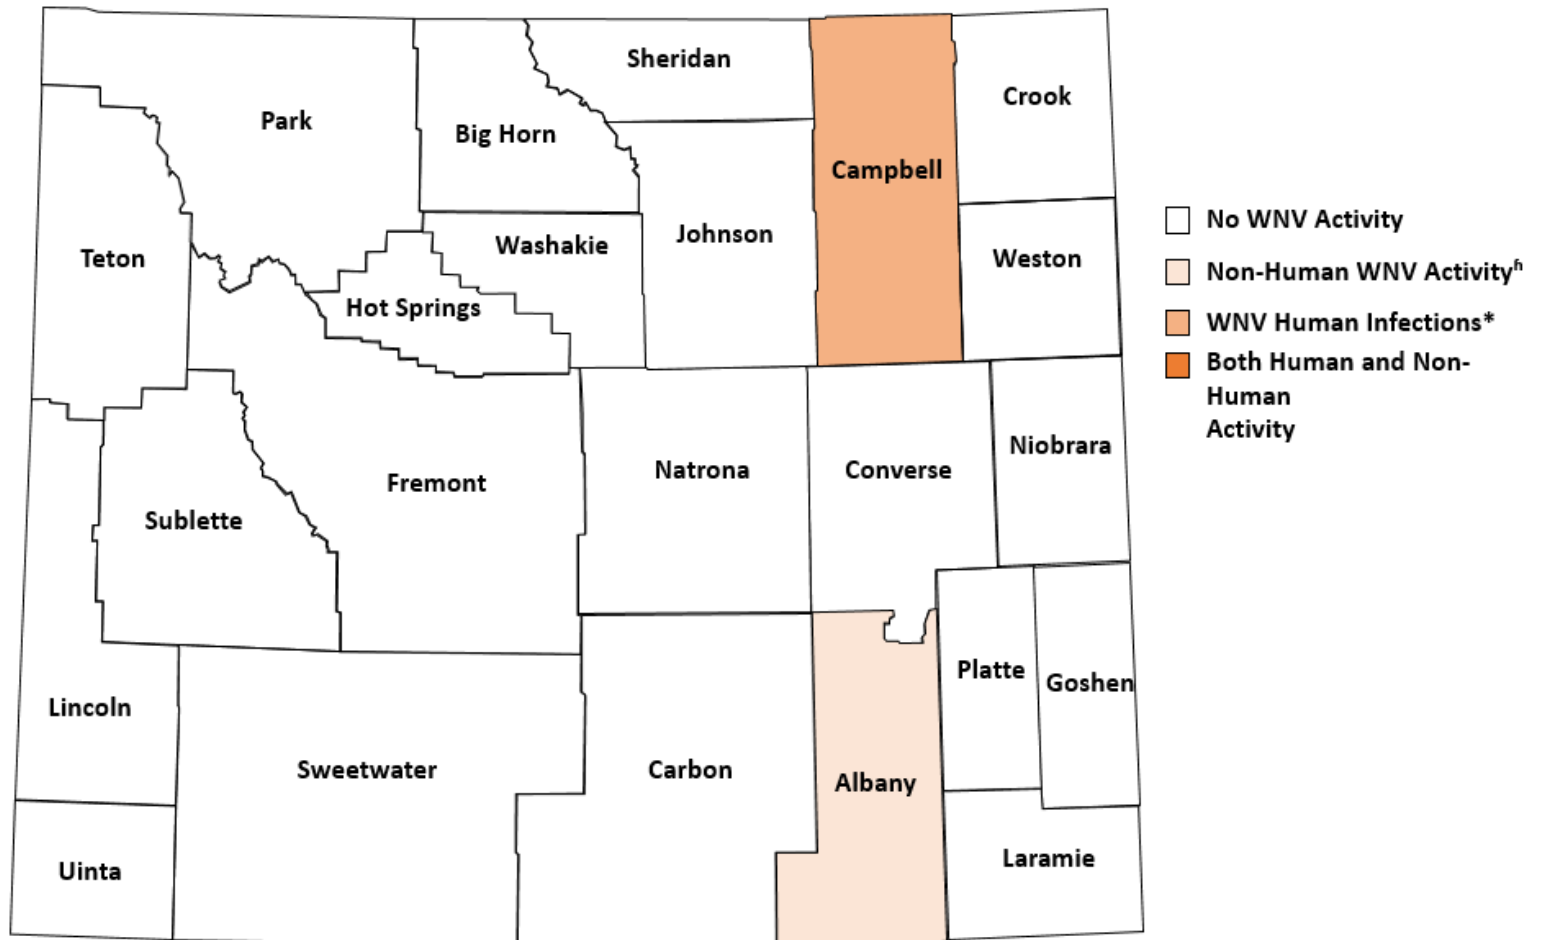 Sheridan
Crook
Park
Big Horn
Campbell
Johnson
Washakie
Teton
Weston
Hot Springs
Niobrara
Natrona
Converse
Fremont
Sublette
Platte
Goshen
Lincoln
Sweetwater
Carbon
Albany
Laramie
Uinta
No WNV Activity
Non-Human WNV Activityɦ
WNV Human Infections*
Both Human and Non-
Human
Activity